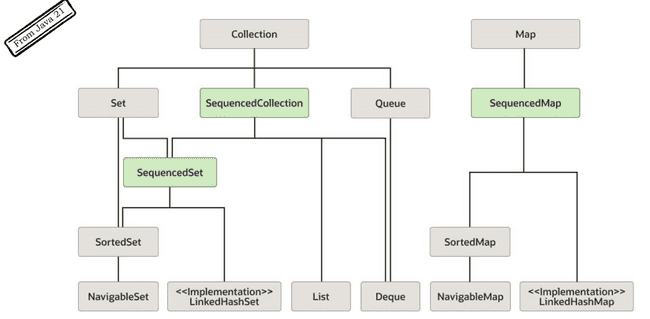 From Java 21
Collection
Map
Set
SequencedCollection
Queue
SequencedMap
SequencedSet
SortedSet
SortedMap
NavigableSet
<<Implementation>>
LinkedHashSet
List
Deque
NavigableMap
<<Implementation>>
LinkedHashMap